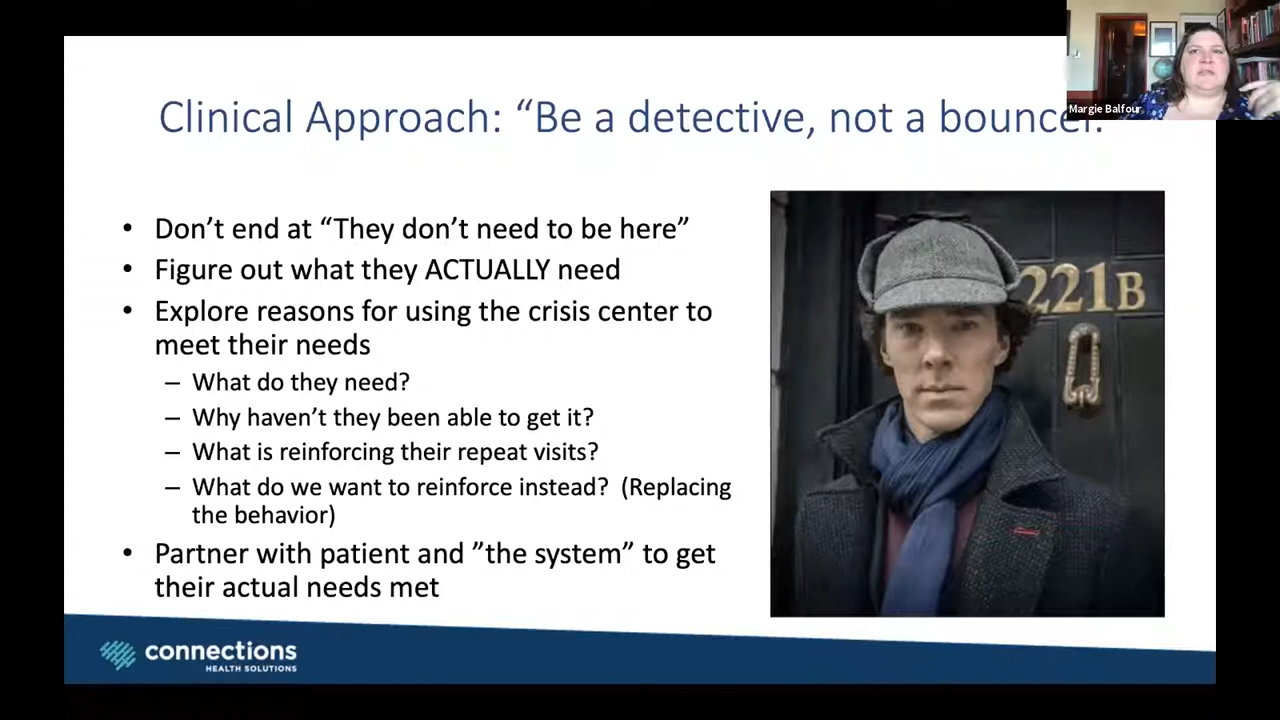 Margie Balfour
Clinical Approach: “Be a detective, not a bouncer.
• Don’t end at “They don’t need to be here”
• Figure out what they ACTUALLY need
• Explore reasons for using the crisis center to
meet their needs
– What do they need?
– Why haven’t they been able to get it?
– What is reinforcing their repeat visits?
– What do we want to reinforce instead? (Replacing
the behavior)
• Partner with patient and ”the system” to get
their actual needs met
221B
connections
HEALTH SOLUTIONS